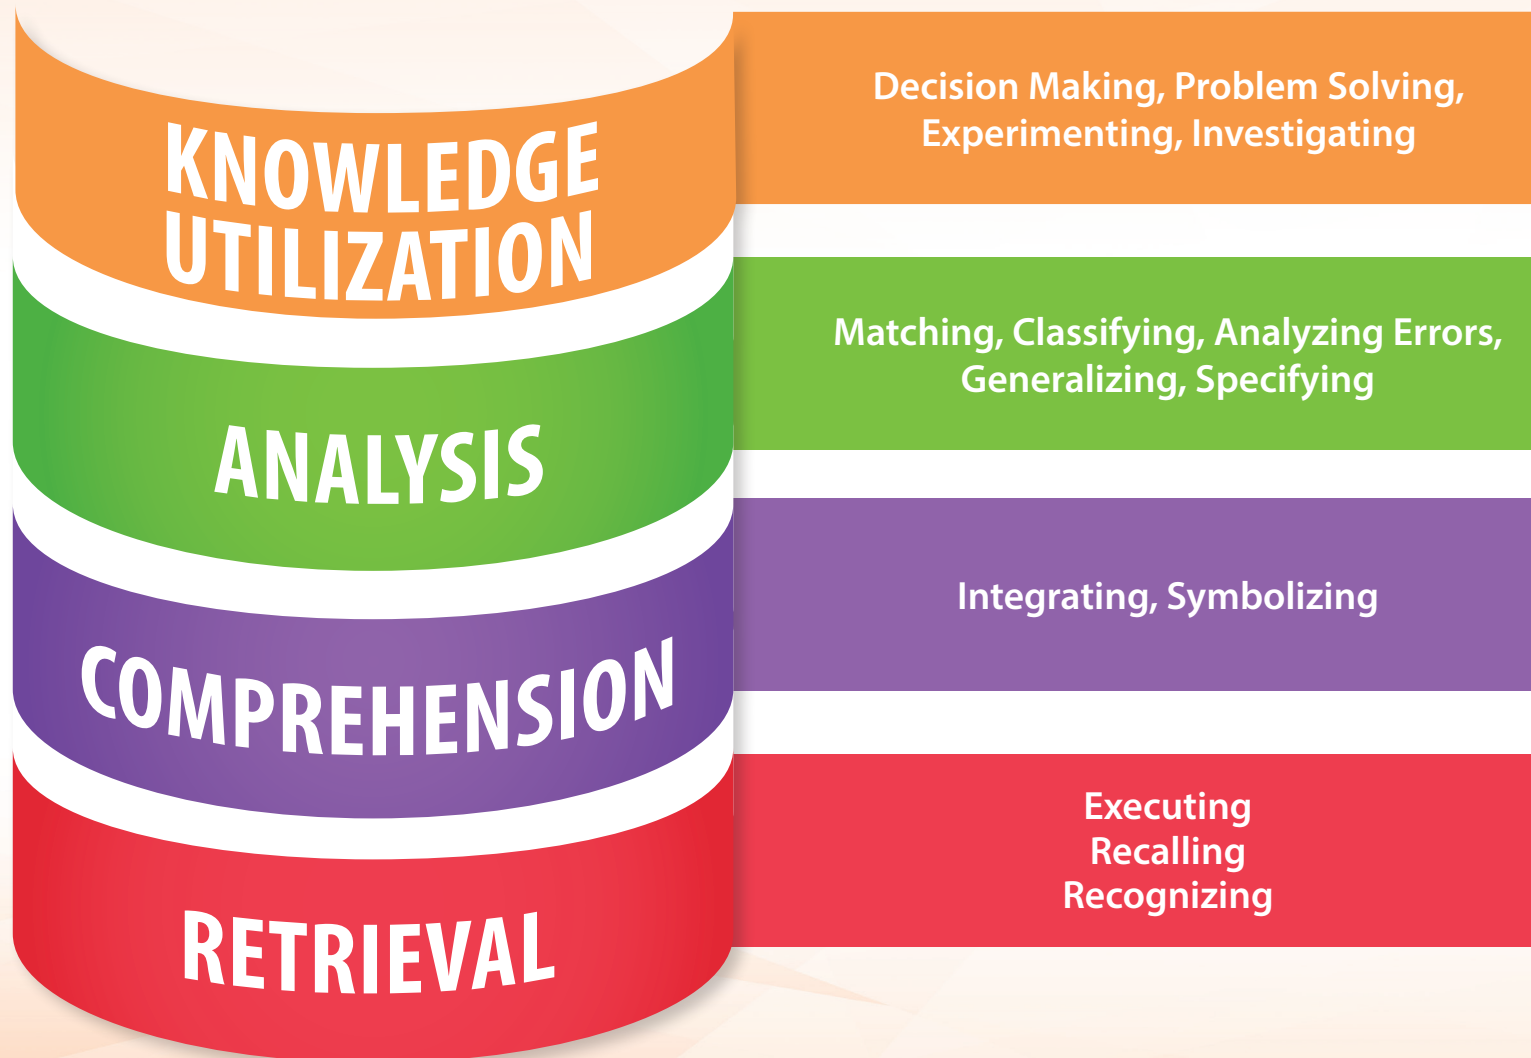 KNOWLEDGE
UTILIZATION
Decision Making, Problem Solving,
Experimenting, Investigating
ANALYSIS
Matching, Classifying, Analyzing Errors,
Generalizing, Specifying
COMPREHENSION
Integrating, Symbolizing
RETRIEVAL
Executing
Recalling
Recognizing